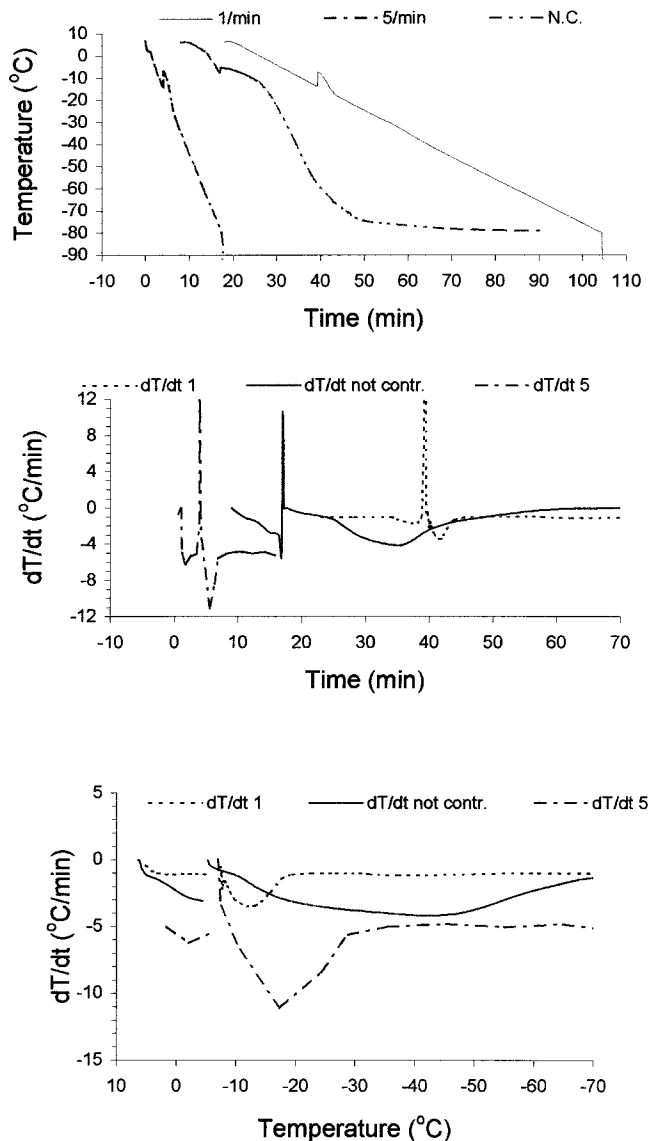 1/min 5/min N.C.
Temperature (°C)
10
0
-10
-20
-30
-40
-50
-60
-70
-80
-90
-10 0 10 20 30 40 50 60 70 80 90 100 110
Time (min)
dT/dt 1 dT/dt not contr. dT/dt 5
dT/dt (°C/min)
12
8
4
0
-4
-8
-12
-10 0 10 20 30 40 50 60 70
Time (min)
dT/dt 1 dT/dt not contr. dT/dt 5
dT/dt (°C/min)
5
0
-5
-10
-15
10 0 -10 -20 -30 -40 -50 -60 -70
Temperature (°C)